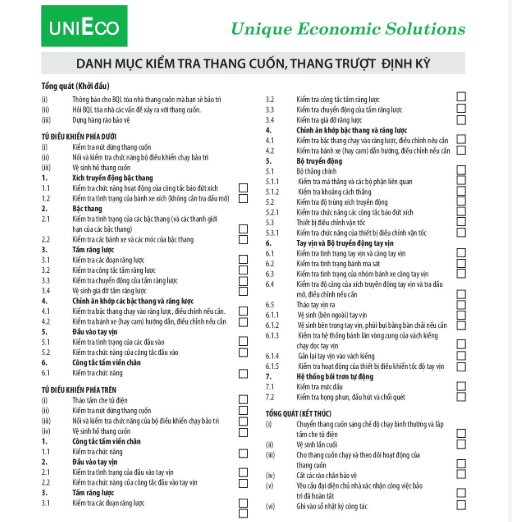 UNIECO
Unique Economic Solutions
DANH MỤC KIỂM TRA THANG CUỐN, THANG TRƯỢT ĐỊNH KỲ
Tổng quát (Khởi đầu)
(i) Thông báo cho BQL tòa nhà thang cuốn mà bạn sẽ bảo trì
(ii) Hỏi BQL tòa nhà các vấn đề xảy ra với thang cuốn.
(iii) Dựng hàng rào bảo vệ
TỦ ĐIỀU KHIỂN PHÍA DƯỚI
(i) Kiểm tra nút dừng thang cuốn
(ii) Nối và kiểm tra chức năng bộ điều khiển chạy bảo trì
(iii) Vệ sinh hố thang cuốn
1. Xích truyền động bậc thang
1.1 Kiểm tra chức năng hoạt động của công tắc báo đứt xích
1.2 Kiểm tra tình trạng của bánh xe xích (không cần tra dầu mỡ)
2. Bậc thang
2.1 Kiểm tra tình trạng của các bậc thang (và các thanh giới
hạn của các bậc thang)
2.2 Kiểm tra các bánh xe và các móc của bậc thang
3. Tấm răng lược
3.1 Kiểm tra các đoạn răng lược
3.2 Kiểm tra công tắc tấm răng lược
3.3 Kiểm tra chuyển động của tấm răng lược
3.4 Vệ sinh giá đỡ tấm răng lược
4. Chỉnh ăn khớp các bậc thang và răng lược
4.1 Kiểm tra bậc thang chạy vào răng lược, điều chỉnh nếu cần.
4.2 Kiểm tra bánh xe (hay cam) hướng dẫn, điều chỉnh nếu cần
5. Đầu vào tay vịn
5.1 Kiểm tra tình trạng của các đầu vào
5.2 Kiểm tra chức năng của công tắc đầu vào
6. Công tắc tấm viền chân
6.1 Kiểm tra chức năng
TỦ ĐIỀU KHIỂN PHÍA TRÊN
(i) Tháo tấm che tủ điện
(ii) Kiểm tra nút dừng thang cuốn
(iii) Nối và kiểm tra chức năng của bộ điều khiển chạy bảo trì
(iv) Vệ sinh hố thang cuốn
1. Công tắc tấm viền chân
1.1 Kiểm tra chức năng
2. Đầu vào tay vịn
2.1 Kiểm tra tình trạng của đầu vào tay vịn
2.2 Kiểm tra chức năng của công tắc đầu vào tay vịn
3. Tấm răng lược
3.1 Kiểm tra các đoạn răng lược
3.2 Kiểm tra công tắc tấm răng lược
3.3 Kiểm tra chuyển động của tấm răng lược
3.4 Kiểm tra giá đỡ răng lược
4. Chỉnh ăn khớp bậc thang và răng lược
4.1 Kiểm tra bậc thang chạy vào răng lược, điều chỉnh nếu cần
4.2 Kiểm tra bánh xe (hay cam) dẫn hướng, điều chỉnh nếu cần
5. Bộ truyền động
5.1 Bộ thắng chính
5.1.1 Kiểm tra má thắng và các bộ phận liên quan
5.1.2 Kiểm tra khoảng cách thắng
5.2 Kiểm tra độ trùng xích truyền động
5.2.1 Kiểm tra chức năng các công tắc báo đứt xích
5.3 Thiết bị điều chỉnh vận tốc
5.3.1 Kiểm tra chức năng của thiết bị điều chỉnh vận tốc
6. Tay vịn và Bộ truyền động tay vịn
6.1 Kiểm tra tình trạng tay vịn và căng tay vịn
6.2 Kiểm tra tình trạng bánh ma sát
6.3 Kiểm tra tình trạng của nhóm bánh xe căng tay vịn
6.4 Kiểm tra độ căng của xích truyền động tay vịn và tra dầu
mỡ, điều chỉnh nếu cần
6.5 Tháo tay vịn ra
6.1.1 Vệ sinh (bên ngoài) tay vịn
6.1.2 Vệ sinh bên trong tay vịn, phủi bụi bằng bàn chải nếu cần
6.1.3 Kiểm tra hệ thống bánh lăn vòng cung của vách kiếng
chạy dọc tay vịn
6.1.4 Gắn lại tay vịn vào vách kiếng
6.1.5 Kiểm tra hoạt động của thiết bị điều khiển tốc độ tay vịn
7. Hệ thống bôi trơn tự động
7.1 Kiểm tra mức dầu
7.2 Kiểm tra họng phun, đầu hút và chổi quét
TỔNG QUÁT (KẾT THÚC)
(i) Chuyển thang cuốn sang chế độ chạy bình thường và lắp
tấm che tủ điện
(ii) Vệ sinh lần cuối
(iii) Cho thang cuốn chạy và theo dõi hoạt động của
thang cuốn
(iv) Cất các rào chắn bảo vệ
(v) Yêu cầu đại diện chủ nhà xác nhận công việc bảo
trì đã hoàn tất
(vi) Ghi vào sổ nhật ký công tác